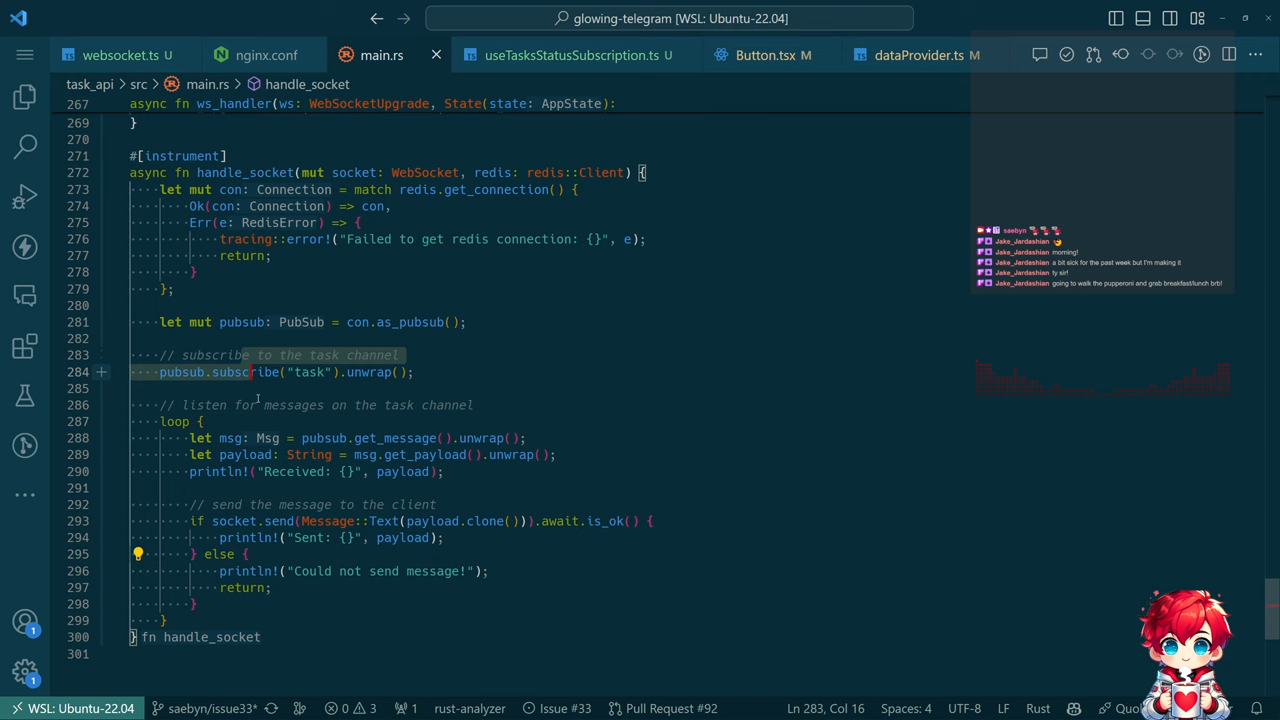 glowing-telegram [WSL: Ubuntu-22.04]
websocket.ts U
nginx.conf
main.rs
useTasksStatusSubscription.ts U
Button.tsx U
dataProvider.ts M
task_api > src > main.rs > handle_socket
267 async fn ws_handler(ws: WebSocketUpgrade, State(state: AppState):
269 }
270
271 #[instrument]
272 async fn handle_socket(mut socket: WebSocket, redis: redis::Client) {
273 let mut con: Connection = match redis.get_connection() {
274 Ok(con: Connection) => con,
275 Err(e: RedisError) => {
276 tracing::error!("Failed to get redis connection: {}", e);
277 return;
278 }
279 };
280
281 let mut pubsub: PubSub = con.as_pubsub();
282
283 // subscribe to the task channel
284 pubsub.subscribe("task").unwrap();
285
286 // listen for messages on the task channel
287 loop {
288 let msg: Msg = pubsub.get_message().unwrap();
289 let payload: String = msg.get_payload().unwrap();
290 println!("Received: {}", payload);
291
292 // send the message to the client
293 if socket.send(Message::Text(payload.clone())).await.is_ok() {
294 println!("Sent: {}", payload);
295 } else {
296 println!("Could not send message!");
297 return;
298 }
299 }
300 } fn handle_socket
301
saebyn
Jake_Jardashian
Jake_Jardashian morning!
Jake_Jardashian a bit sick for the past week but I'm making it
Jake_Jardashian ty sir!
Jake_Jardashian going to walk the pupperoni and grab breakfast/lunch brb!
1
1
WSL: Ubuntu-22.04
saebyn/issue33*
0
3
1
rust-analyzer
Issue #33
Pull Request #92
Ln 283, Col 16
Spaces: 4
UTF-8
LF
Rust